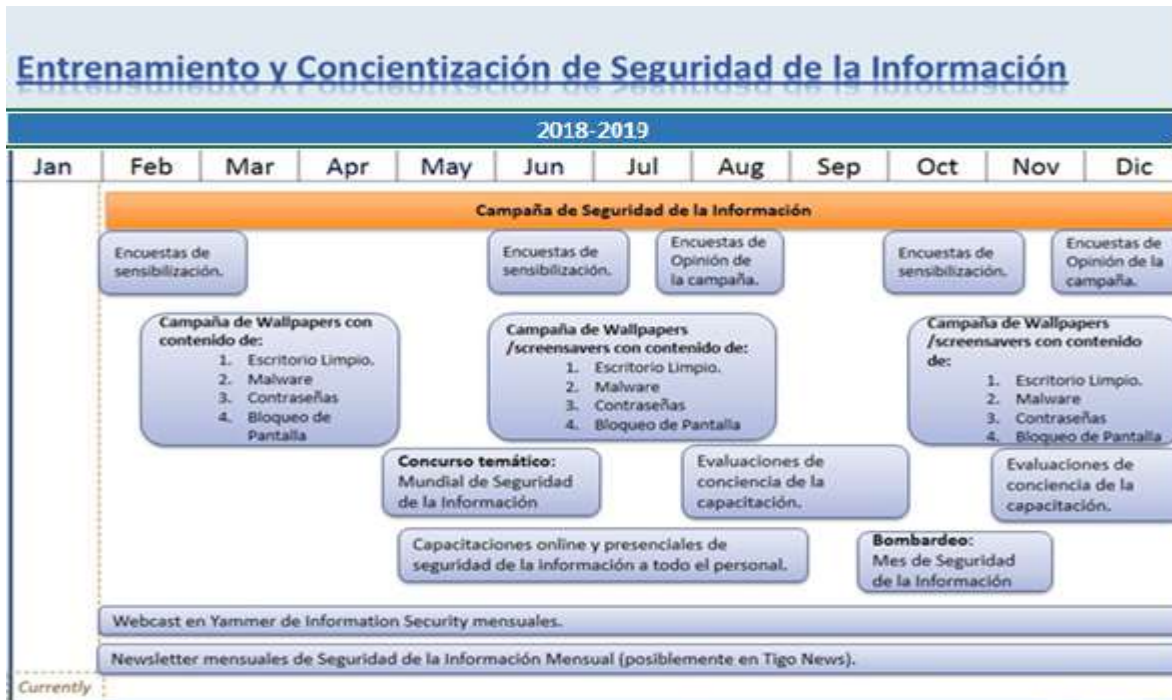 Entrenamiento y Concientización de Seguridad de la Información
2018-2019
Jan Feb Mar Apr May Jun Jul Aug Sep Oct Nov Dic
Campaña de Seguridad de la Información
Encuestas de
sensibilización.
Encuestas de
sensibilización.
Encuestas de
Opinión de
la campaña.
Encuestas de
sensibilización.
Encuestas de
Opinión de la
campaña.
Campaña de Wallpapers con
contenido de:
1. Escritorio Limpio.
2. Malware
3. Contraseñas
4. Bloqueo de
Pantalla
Campaña de Wallpapers
/screensavers con contenido de:
1. Escritorio Limpio.
2. Malware
3. Contraseñas
4. Bloqueo de Pantalla
Campaña de Wallpapers
/screensavers con contenido
de:
1. Escritorio Limpio.
2. Malware
3. Contraseñas
4. Bloqueo de Pantalla
Concurso temático:
Mundial de Seguridad
de la Información
Evaluaciones de
conciencia de la
capacitación.
Evaluaciones de
conciencia de la
capacitación.
Capacitaciones online y presenciales de
seguridad de la información a todo el personal.
Bombardeo:
Mes de Seguridad
de la Información
Webcast en Yammer de Information Security mensuales.
Newsletter mensuales de Seguridad de la Información Mensual (posiblemente en Tigo News).
Currently